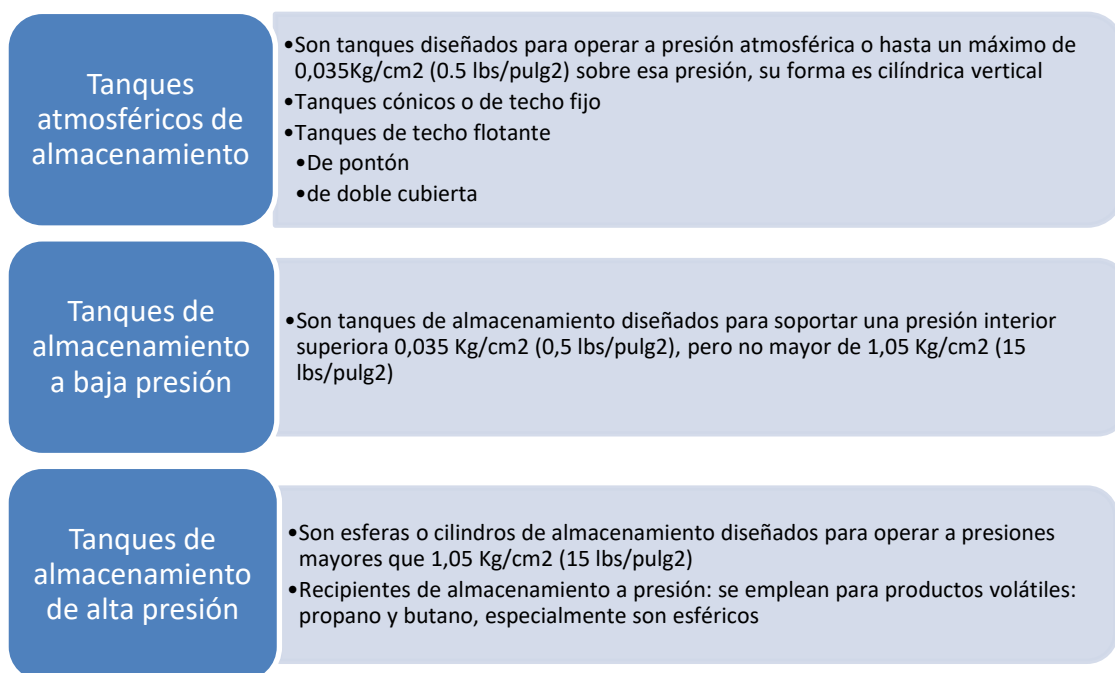 Tanques
atmosféricos de
almacenamiento
•Son tanques diseñados para operar a presión atmosférica o hasta un máximo de
0,035Kg/cm2 (0.5 lbs/pulg2) sobre esa presión, su forma es cilíndrica vertical
•Tanques cónicos o de techo fijo
•Tanques de techo flotante
•De pontón
•de doble cubierta
Tanques de
almacenamiento
a baja presión
•Son tanques de almacenamiento diseñados para soportar una presión interior
superiora 0,035 Kg/cm2 (0,5 lbs/pulg2), pero no mayor de 1,05 Kg/cm2 (15
lbs/pulg2)
Tanques de
almacenamiento
de alta presión
•Son esferas o cilindros de almacenamiento diseñados para operar a presiones
mayores que 1,05 Kg/cm2 (15 lbs/pulg2)
•Recipientes de almacenamiento a presión: se emplean para productos volátiles:
propano y butano, especialmente son esféricos